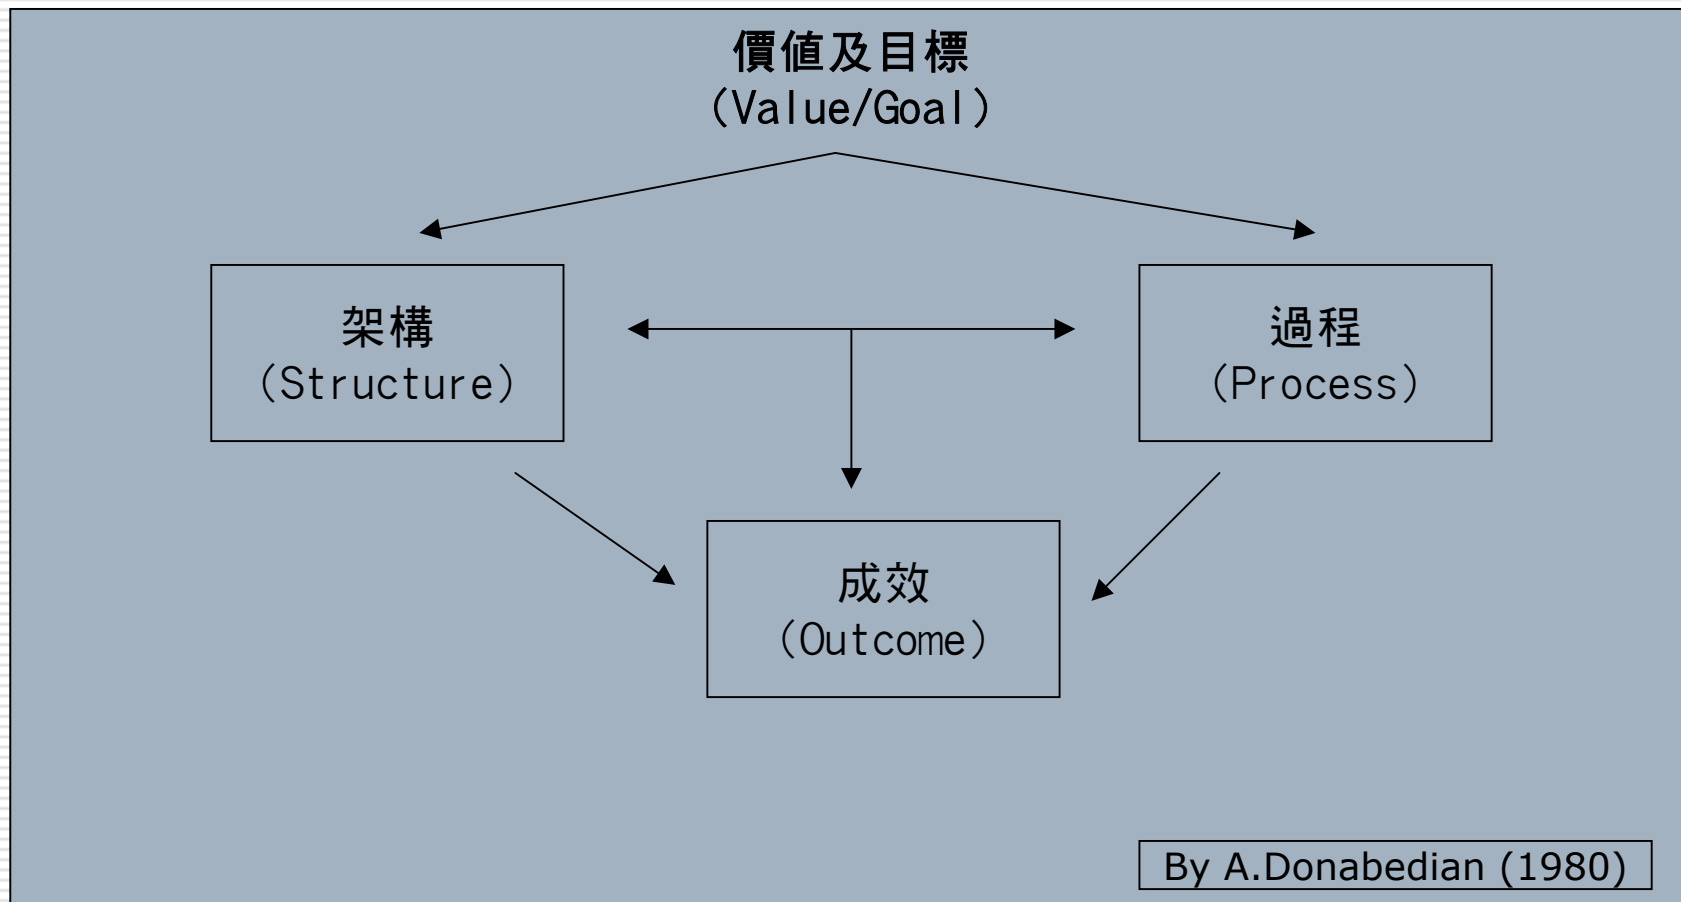 價值及目標
(Value/Goal)
架構
(Structure)
過程
(Process)
成效
(Outcome)
By A.Donabedian (1980)